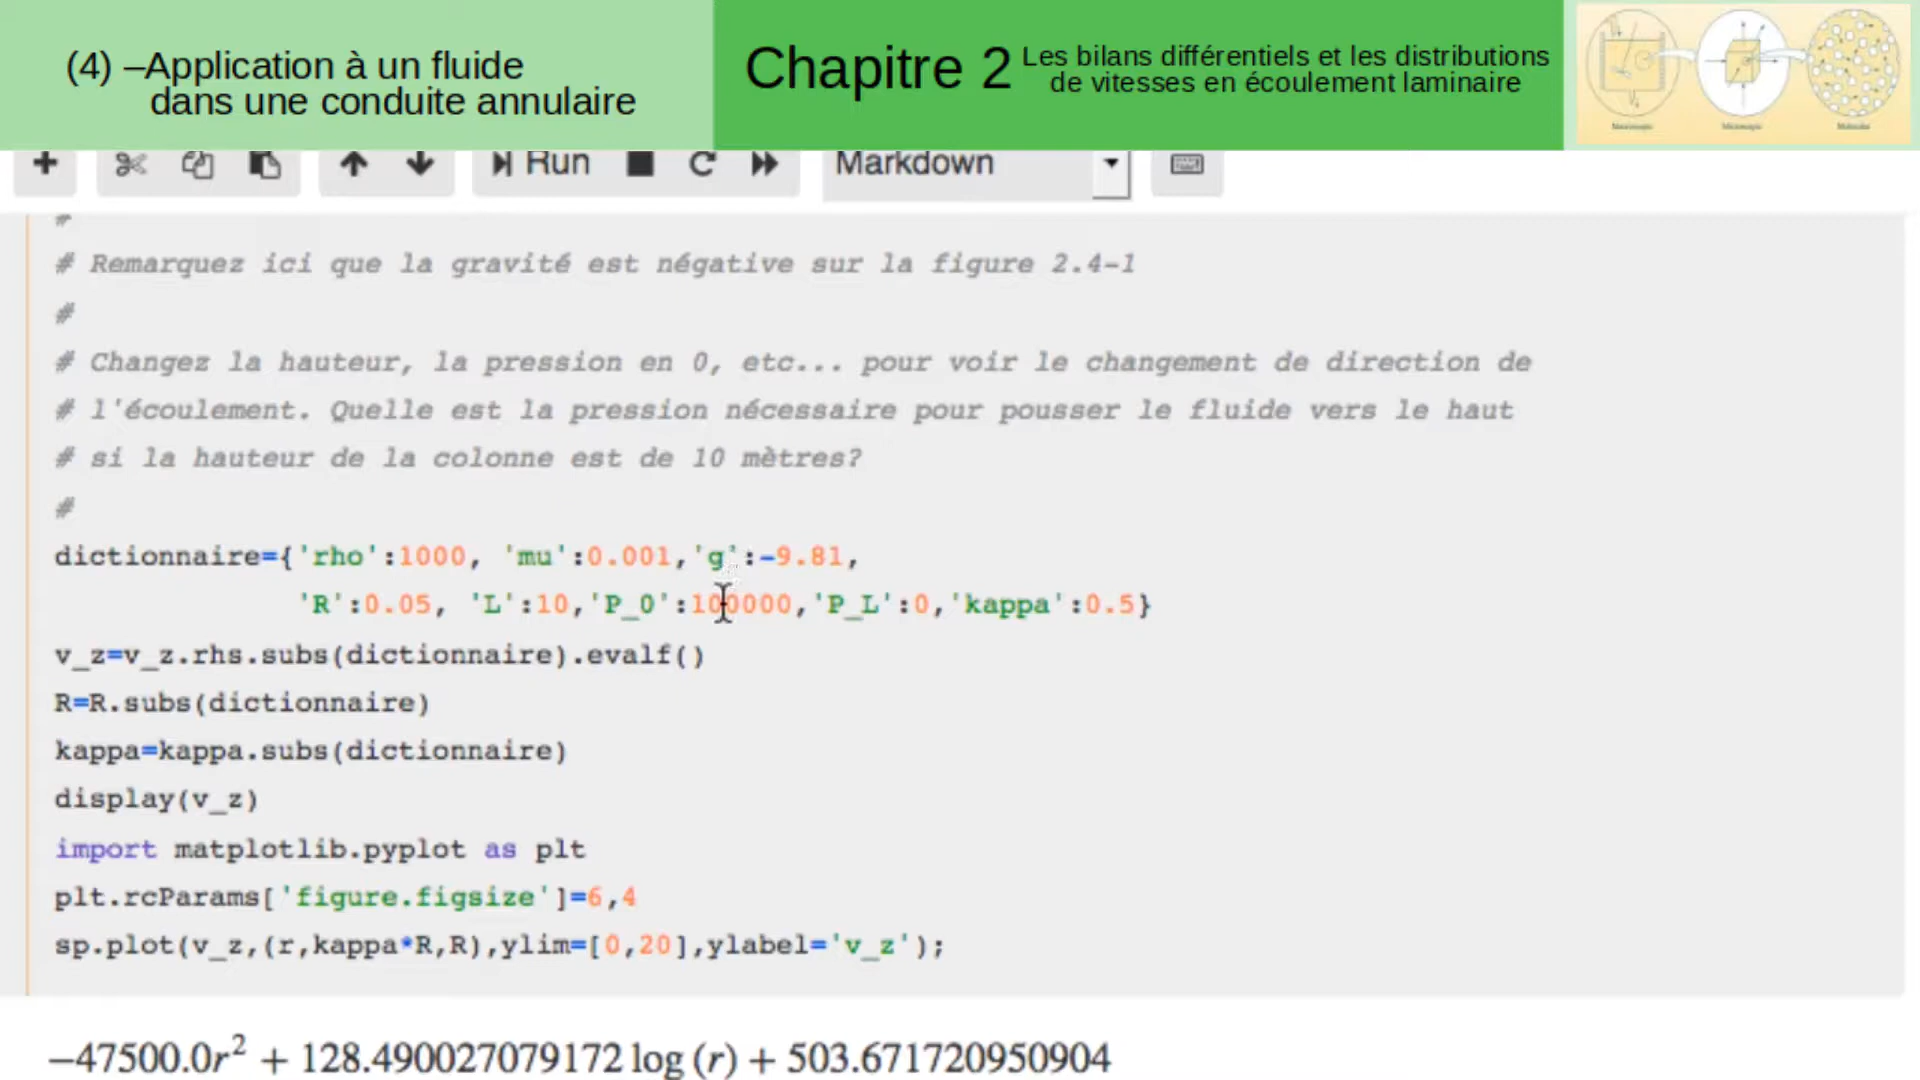 (4) –Application à un fluide
dans une conduite annulaire
Chapitre 2
Les bilans différentiels et les distributions
de vitesses en écoulement laminaire
Run
Markdown
#
# Remarquez ici que la gravité est négative sur la figure 2.4-1
#
# Changez la hauteur, la pression en 0, etc... pour voir le changement de direction de
# l'écoulement. Quelle est la pression nécessaire pour pousser le fluide vers le haut
# si la hauteur de la colonne est de 10 mètres?
#
dictionnaire={'rho':1000, 'mu':0.001,'g':-9.81,
'R':0.05, 'L':10,'P_0':100000,'P_L':0,'kappa':0.5}
v_z=v_z.rhs.subs(dictionnaire).evalf()
R=R.subs(dictionnaire)
kappa=kappa.subs(dictionnaire)
display(v_z)
import matplotlib.pyplot as plt
plt.rcParams['figure.figsize']=6,4
sp.plot(v_z,(r,kappa*R,R),ylim=[0,20],ylabel='v_z');
−47500.0r² + 128.490027079172 log (r) + 503.671720950904